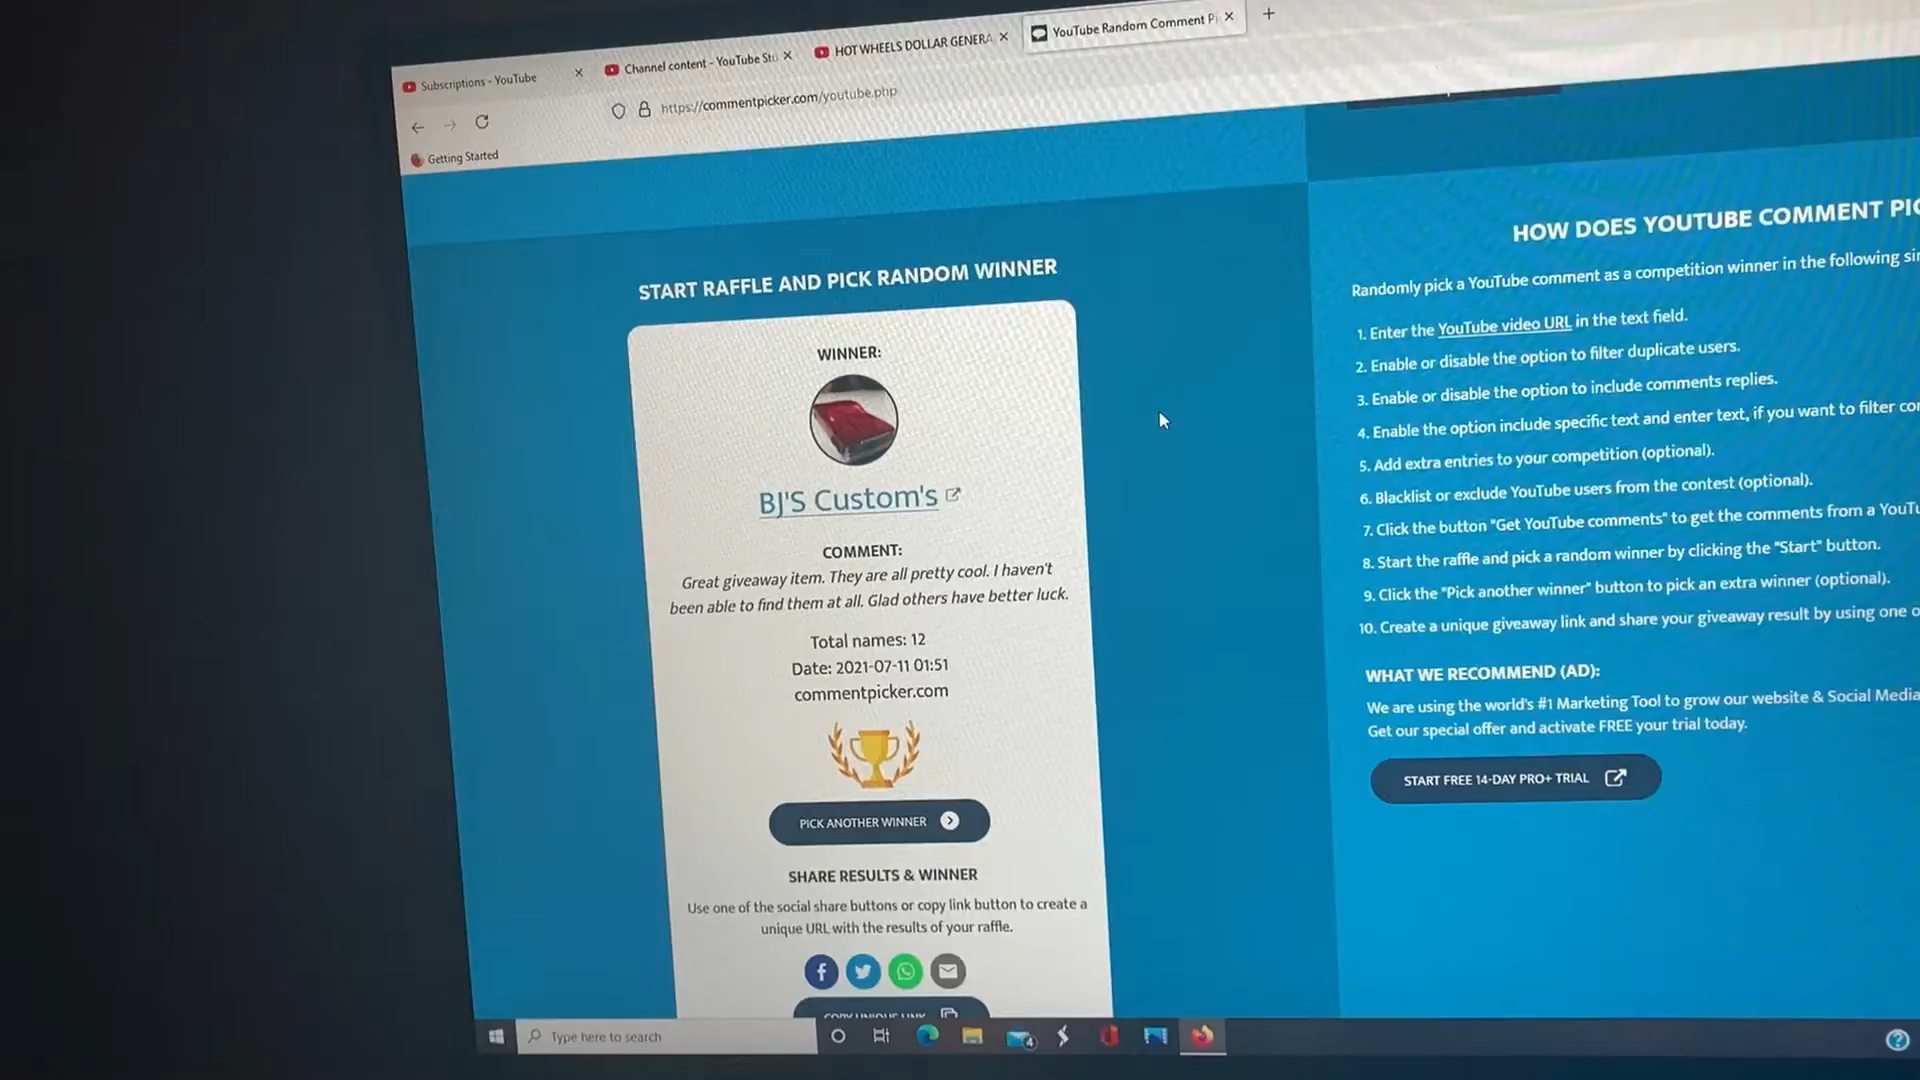 Subscriptions - YouTube
Channel content - YouTube Stu
HOT WHEELS DOLLAR GENERA
YouTube Random Comment Pi
https://commentpicker.com/youtube.php
Getting Started
START RAFFLE AND PICK RANDOM WINNER
WINNER:
BJ'S Custom's
COMMENT:
Great giveaway item. They are all pretty cool. I haven't
been able to find them at all. Glad others have better luck.
Total names: 12
Date: 2021-07-11 01:51
commentpicker.com
PICK ANOTHER WINNER
SHARE RESULTS & WINNER
Use one of the social share buttons or copy link button to create a
unique URL with the results of your raffle.
COPY UNIQUE LINK
HOW DOES YOUTUBE COMMENT PIC
Randomly pick a YouTube comment as a competition winner in the following
1. Enter the YouTube video URL in the text field.
2. Enable or disable the option to filter duplicate users.
3. Enable or disable the option to include comments replies.
4. Enable the option include specific text and enter text, if you want to filter
5. Add extra entries to your competition (optional).
6. Blacklist or exclude YouTube users from the contest (optional).
7. Click the button "Get YouTube comments" to get the comments from a YouTu
8. Start the raffle and pick a random winner by clicking the "Start" button.
9. Click the "Pick another winner" button to pick an extra winner (optional).
10. Create a unique giveaway link and share your giveaway result by using one
WHAT WE RECOMMEND (AD):
We are using the world's #1 Marketing Tool to grow our website & Social Media
Get our special offer and activate FREE your trial today.
START FREE 14-DAY PRO+ TRIAL
Type here to search
4